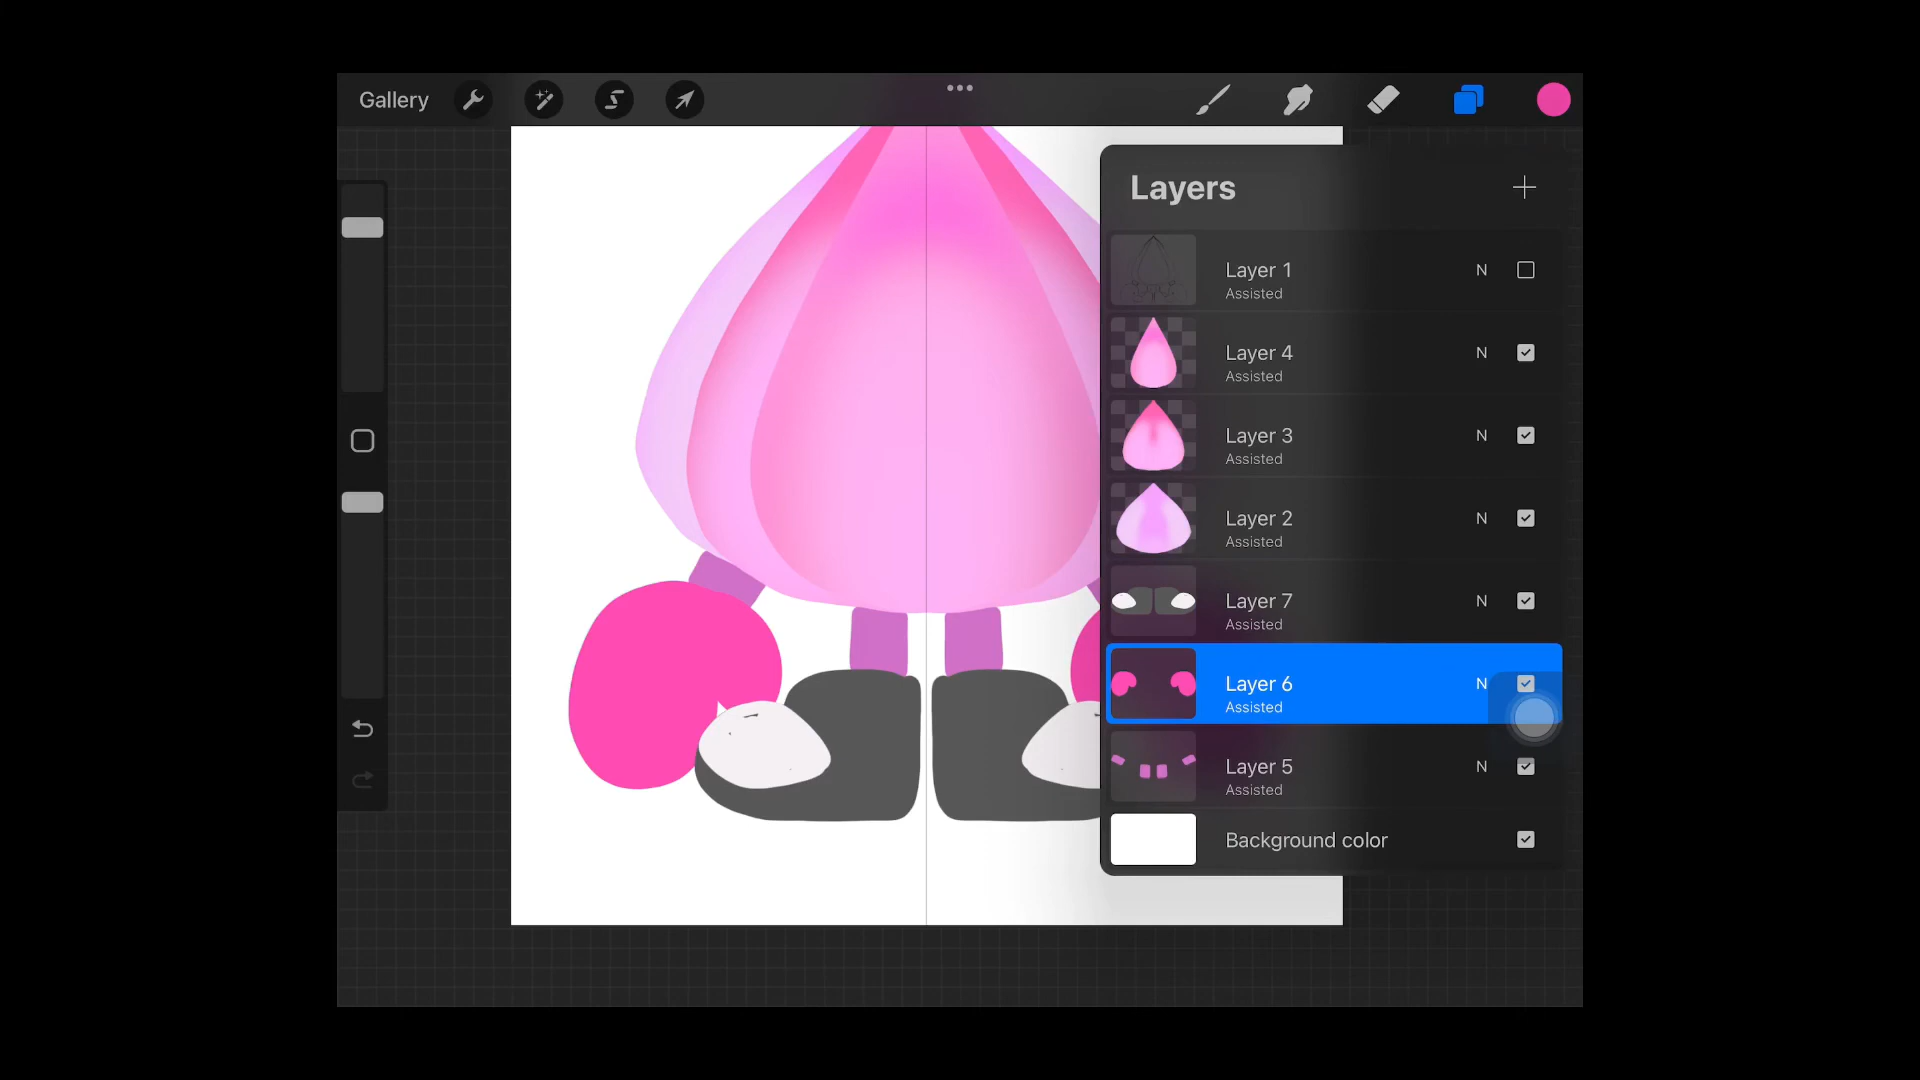 Gallery
Layers
Layer 1 N
Assisted
Layer 4 N
Assisted
Layer 3 N
Assisted
Layer 2 N
Assisted
Layer 7 N
Assisted
Layer 6 N
Assisted
Layer 5 N
Assisted
Background color